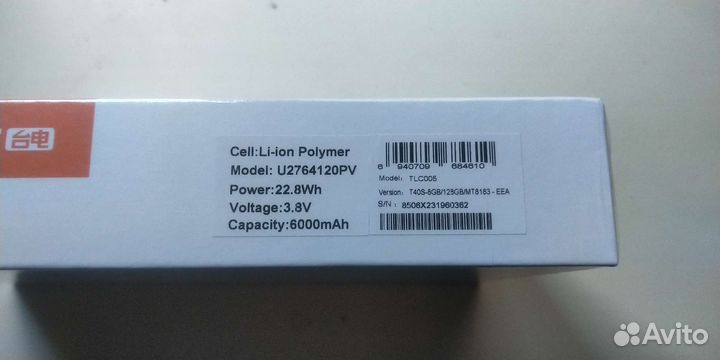 台电
Cell:Li-ion Polymer
Model: U2764120PV
Power:22.8Wh
Voltage:3.8V
Capacity:6000mAh
6 940709 684610
Model: TLC005
Version: T40S-8GB/128GB/MT8183 - EEA
S/N: 8506X231960362
Avito